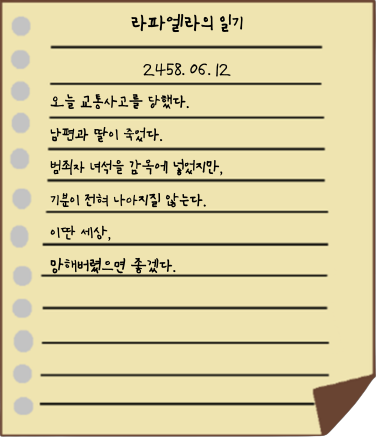 라파엘라의 일기
2458. 06. 12
오늘 교통사고를 당했다.
남편과 딸이 죽었다.
범죄자 녀석을 감옥에 넣었지만,
기분이 전혀 나아지질 않는다.
이딴 세상,
망해버렸으면 좋겠다.